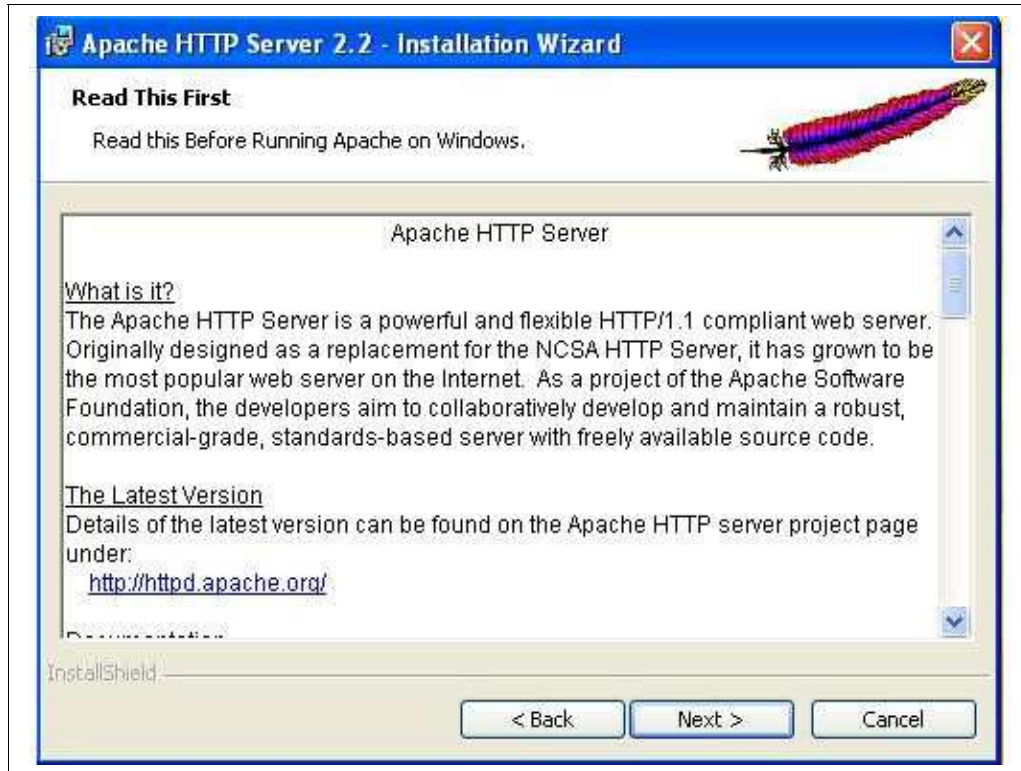 Apache HTTP Server 2.2 - Installation Wizard
Read This First
Read this Before Running Apache on Windows.
Apache HTTP Server
What is it?
The Apache HTTP Server is a powerful and flexible HTTP/1.1 compliant web server.
Originally designed as a replacement for the NCSA HTTP Server, it has grown to be
the most popular web server on the Internet. As a project of the Apache Software
Foundation, the developers aim to collaboratively develop and maintain a robust,
commercial-grade, standards-based server with freely available source code.
The Latest Version
Details of the latest version can be found on the Apache HTTP server project page
under:
http://httpd.apache.org/
InstallShield
< Back
Next >
Cancel